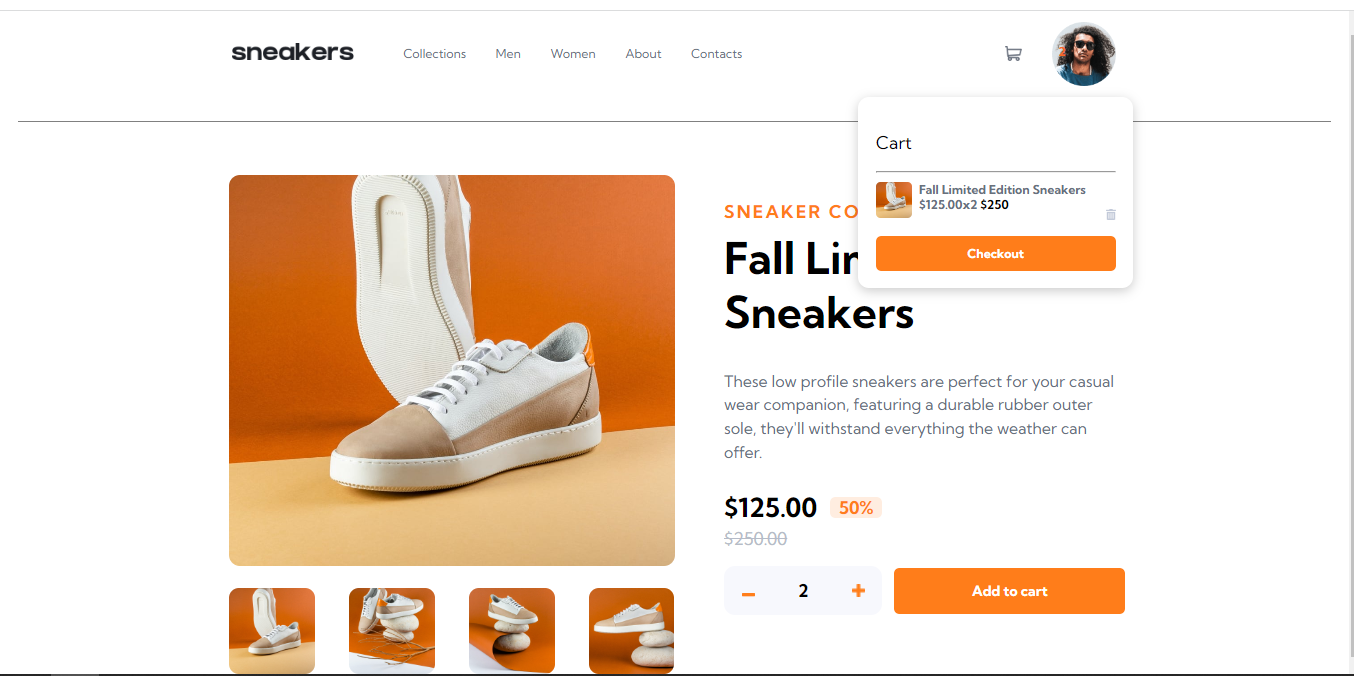 sneakers
Collections
Men
Women
About
Contacts
Cart
Fall Limited Edition Sneakers
$125.00x2 $250
Checkout
SNEAKER CO
Fall Lin
Sneakers
These low profile sneakers are perfect for your casual
wear companion, featuring a durable rubber outer
sole, they'll withstand everything the weather can
offer.
$125.00 50%
$250.00
2
Add to cart